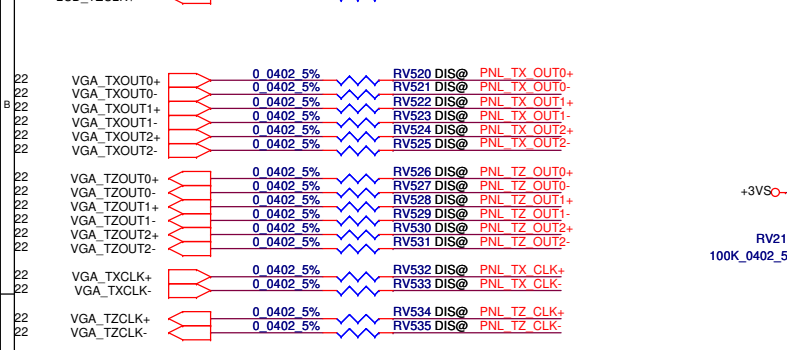 22 VGA_TXOUT0+ 0_0402_5% RV520 DIS@ PNL_TX_OUT0+
22 VGA_TXOUT0- 0_0402_5% RV521 DIS@ PNL_TX_OUT0-
B 22 VGA_TXOUT1+ 0_0402_5% RV522 DIS@ PNL_TX_OUT1+
22 VGA_TXOUT1- 0_0402_5% RV523 DIS@ PNL_TX_OUT1-
22 VGA_TXOUT2+ 0_0402_5% RV524 DIS@ PNL_TX_OUT2+
22 VGA_TXOUT2- 0_0402_5% RV525 DIS@ PNL_TX_OUT2-
22 VGA_TZOUT0+ 0_0402_5% RV526 DIS@ PNL_TZ_OUT0+
22 VGA_TZOUT0- 0_0402_5% RV527 DIS@ PNL_TZ_OUT0-
22 VGA_TZOUT1+ 0_0402_5% RV528 DIS@ PNL_TZ_OUT1+
22 VGA_TZOUT1- 0_0402_5% RV529 DIS@ PNL_TZ_OUT1-
22 VGA_TZOUT2+ 0_0402_5% RV530 DIS@ PNL_TZ_OUT2+
22 VGA_TZOUT2- 0_0402_5% RV531 DIS@ PNL_TZ_OUT2-
22 VGA_TXCLK+ 0_0402_5% RV532 DIS@ PNL_TX_CLK+
22 VGA_TXCLK- 0_0402_5% RV533 DIS@ PNL_TX_CLK-
22 VGA_TZCLK+ 0_0402_5% RV534 DIS@ PNL_TZ_CLK+
22 VGA_TZCLK- 0_0402_5% RV535 DIS@ PNL_TZ_CLK-
+3VS
RV21
100K_0402_5